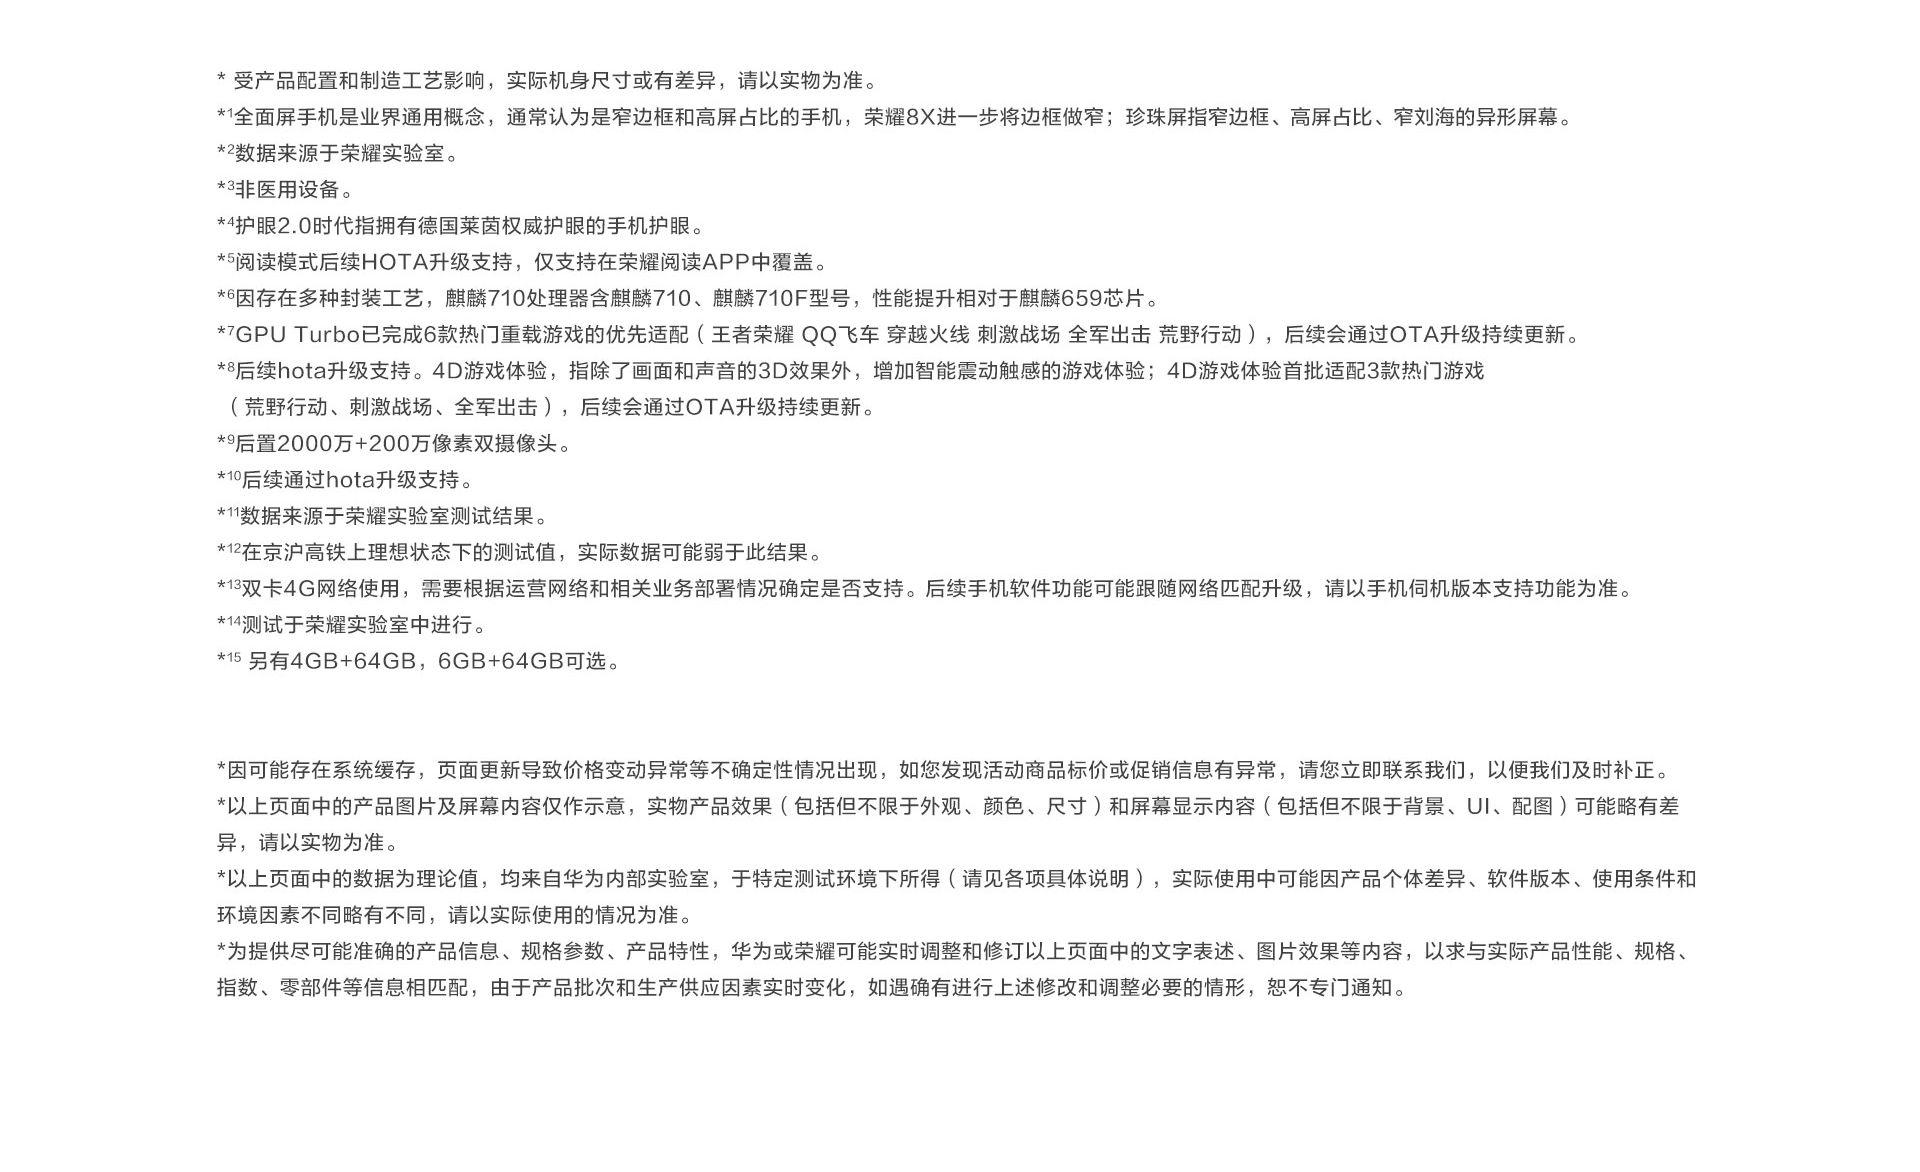 * 受产品配置和制造工艺影响，实际机身尺寸或有差异，请以实物为准。
*1全面屏手机是业界通用概念，通常认为是窄边框和高屏占比的手机，荣耀8X进一步将边框做窄；珍珠屏指窄边框、高屏占比、窄刘海的异形屏幕。
*2数据来源于荣耀实验室。
*3非医用设备。
*4护眼2.0时代指拥有德国莱茵权威护眼的手机护眼。
*5阅读模式后续HOTA升级支持，仅支持在荣耀阅读APP中覆盖。
*6因存在多种封装工艺，麒麟710处理器含麒麟710、麒麟710F型号，性能提升相对于麒麟659芯片。
*7GPU Turbo已完成6款热门重载游戏的优先适配（王者荣耀 QQ飞车 穿越火线 刺激战场 全军出击 荒野行动），后续会通过OTA升级持续更新。
*8后续hota升级支持。4D游戏体验，指除了画面和声音的3D效果外，增加智能震动触感的游戏体验；4D游戏体验首批适配3款热门游戏
（荒野行动、刺激战场、全军出击），后续会通过OTA升级持续更新。
*9后置2000万+200万像素双摄像头。
*10后续通过hota升级支持。
*11数据来源于荣耀实验室测试结果。
*12在京沪高铁上理想状态下的测试值，实际数据可能弱于此结果。
*13双卡4G网络使用，需要根据运营网络和相关业务部署情况确定是否支持。后续手机软件功能可能跟随网络匹配升级，请以手机伺机版本支持功能为准。
*14测试于荣耀实验室中进行。
*15 另有4GB+64GB，6GB+64GB可选。
*因可能存在系统缓存，页面更新导致价格变动异常等不确定性情况出现，如您发现活动商品标价或促销信息有异常，请您立即联系我们，以便我们及时补正。
*以上页面中的产品图片及屏幕内容仅作示意，实物产品效果（包括但不限于外观、颜色、尺寸）和屏幕显示内容（包括但不限于背景、UI、配图）可能略有差
异，请以实物为准。
*以上页面中的数据为理论值，均来自华为内部实验室，于特定测试环境下所得（请见各项具体说明），实际使用中可能因产品个体差异、软件版本、使用条件和
环境因素不同略有不同，请以实际使用的情况为准。
*为提供尽可能准确的产品信息、规格参数、产品特性，华为或荣耀可能实时调整和修订以上页面中的文字表述、图片效果等内容，以求与实际产品性能、规格、
指数、零部件等信息相匹配，由于产品批次和生产供应因素实时变化，如遇确有进行上述修改和调整必要的情形，恕不专门通知。